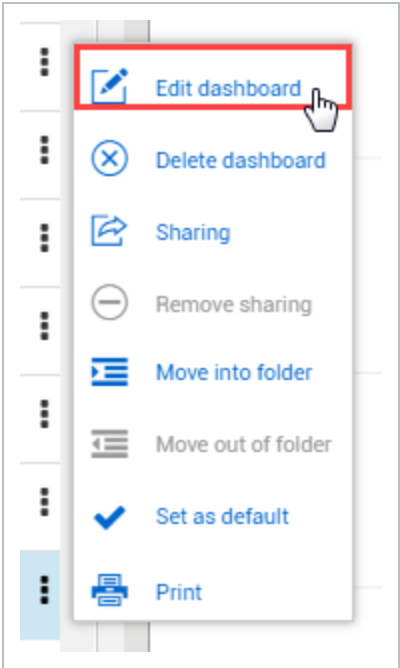 Edit dashboard
Delete dashboard
Sharing
Remove sharing
Move into folder
Move out of folder
Set as default
Print